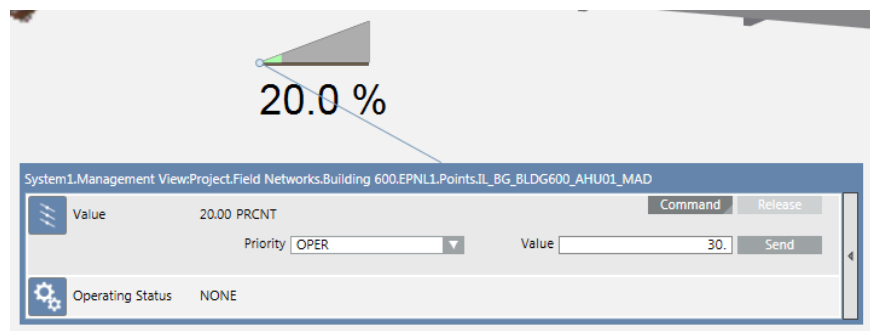 20.0 %
System1.Management View:Project.Field Networks.Building 600.EPNL1.Points.IL_BG_BLDG600_AHU01_MAD
Value 20.00 PRCNT Command Release
Priority OPER Value 30. Send
Operating Status NONE